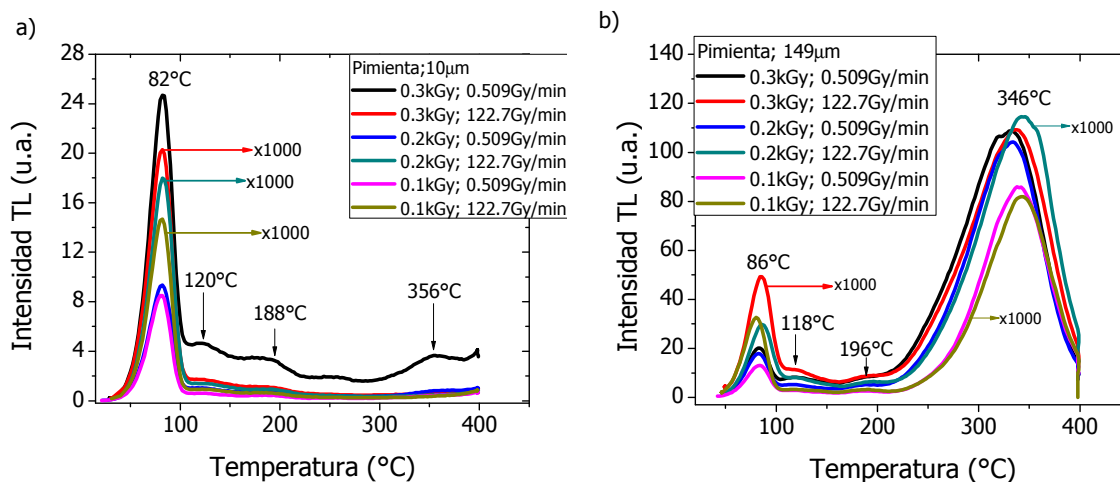 a)
28
24
20
16
12
8
4
0
Intensidad TL (u.a.)
100
200
300
400
Temperatura (°C)
82°C
120°C
188°C
356°C
x1000
x1000
x1000
Pimienta;10µm
0.3kGy; 0.509Gy/min
0.3kGy; 122.7Gy/min
0.2kGy; 0.509Gy/min
0.2kGy; 122.7Gy/min
0.1kGy; 0.509Gy/min
0.1kGy; 122.7Gy/min
b)
140
120
100
80
60
40
20
0
Intensidad TL (u.a.)
100
200
300
400
Temperatura (°C)
Pimienta; 149µm
0.3kGy; 0.509Gy/min
0.3kGy; 122.7Gy/min
0.2kGy; 0.509Gy/min
0.2kGy; 122.7Gy/min
0.1kGy; 0.509Gy/min
0.1kGy; 122.7Gy/min
346°C
x1000
86°C
x1000
118°C
196°C
x1000